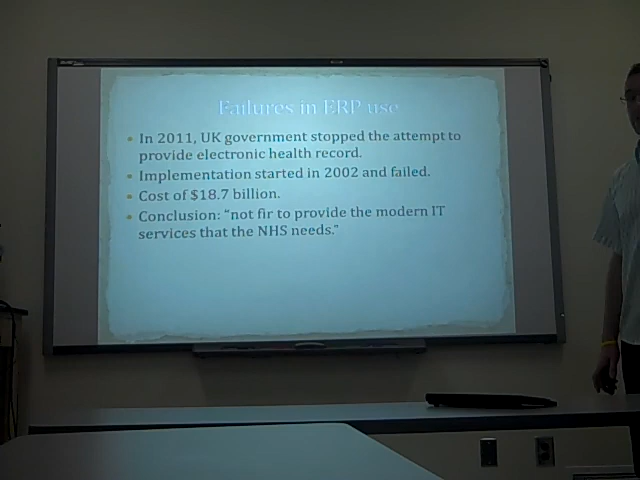 Failures in ERP use
In 2011, UK government stopped the attempt to
provide electronic health record.
Implementation started in 2002 and failed.
Cost of $18.7 billion.
Conclusion: “not fir to provide the modern IT
services that the NHS needs.”